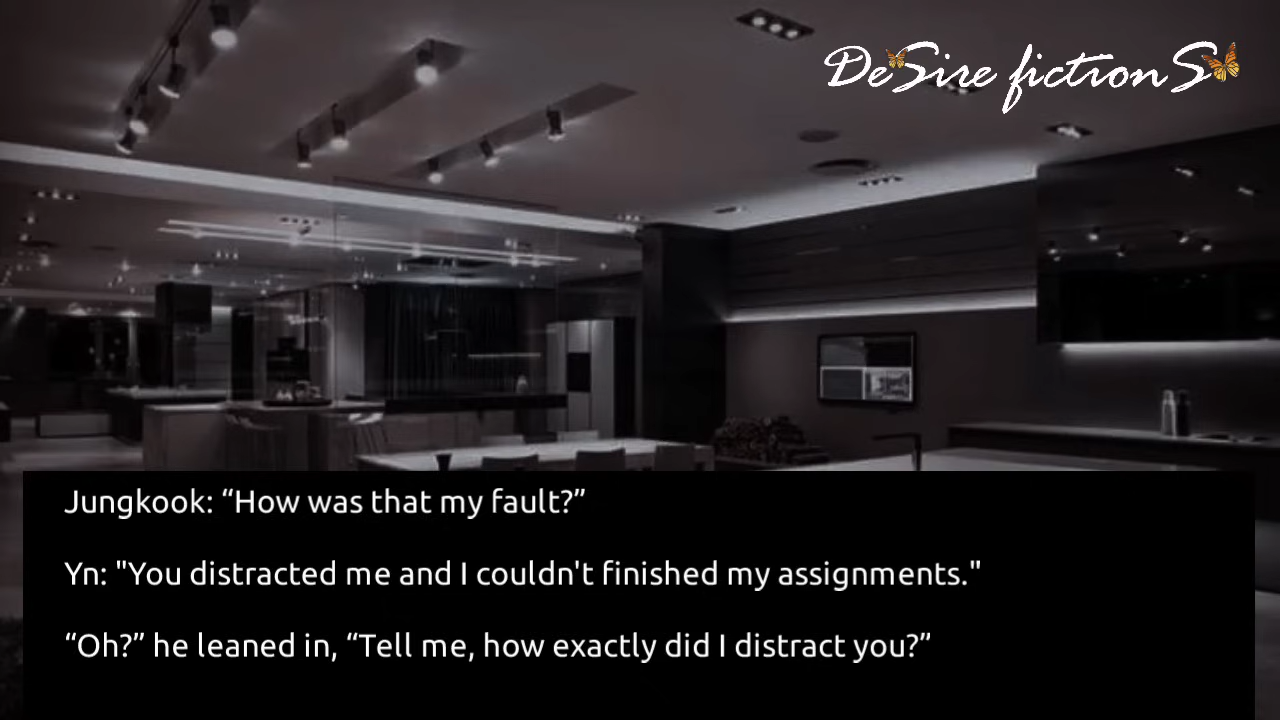 DeSire fictionS
Jungkook: “How was that my fault?”
Yn: "You distracted me and I couldn't finished my assignments."
“Oh?” he leaned in, “Tell me, how exactly did I distract you?”